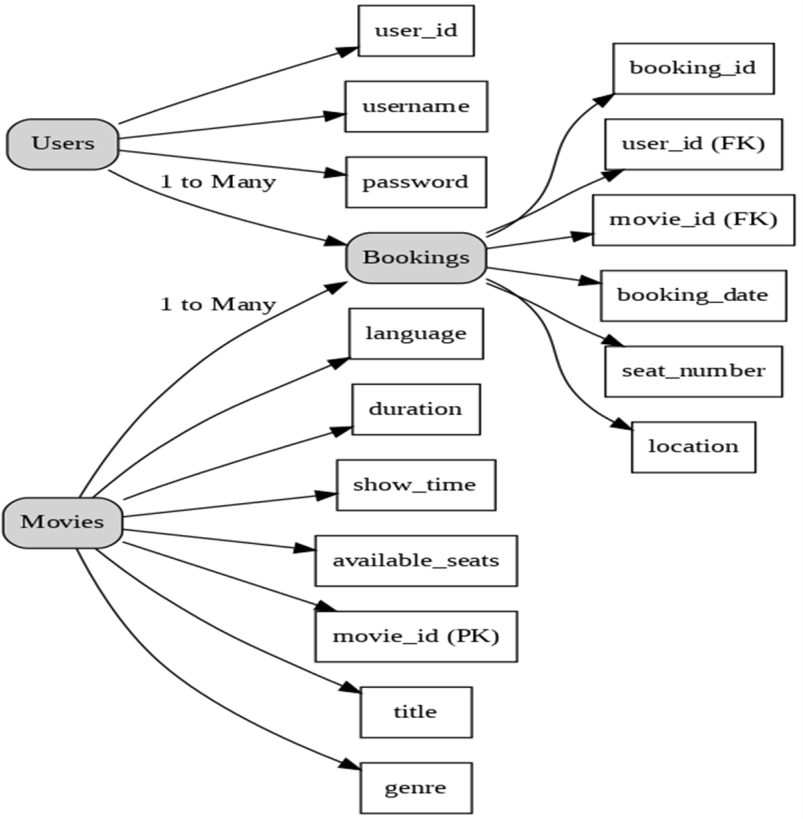 user_id
booking_id
username
Users
user_id (FK)
password
1 to Many
movie_id (FK)
Bookings
booking_date
1 to Many
language
seat_number
duration
location
show_time
Movies
available_seats
movie_id (PK)
title
genre